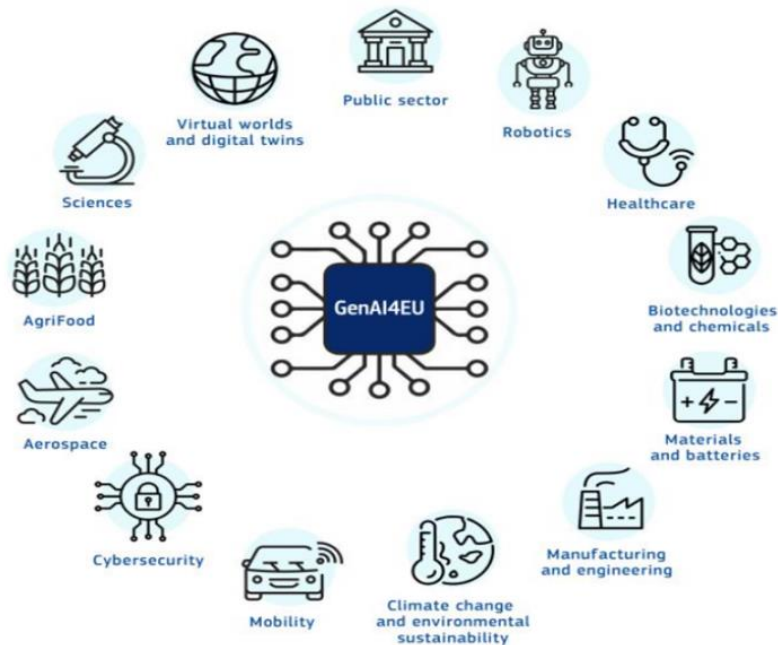 Public sector
Robotics
Healthcare
Biotechnologies
and chemicals
Materials
and batteries
Manufacturing
and engineering
Climate change
and environmental
sustainability
Mobility
Cybersecurity
Aerospace
AgriFood
Sciences
Virtual worlds
and digital twins
GenAI4EU